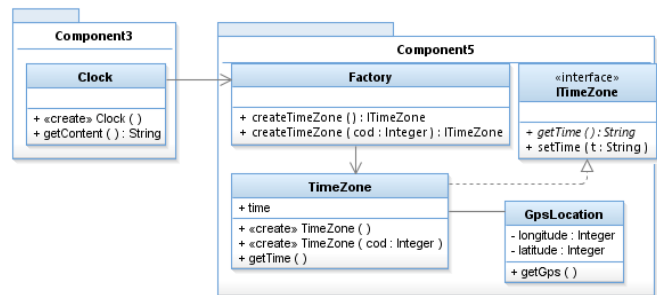 Component3
Clock
+ «create» Clock ( )
+ getContent ( ) : String
Component5
Factory
+ createTimeZone ( ) : ITimeZone
+ createTimeZone ( cod : Integer ) : ITimeZone
«interface»
ITimeZone
+ getTime ( ) : String
+ setTime ( t : String )
TimeZone
+ time
+ «create» TimeZone ( )
+ «create» TimeZone ( cod : Integer )
+ getTime ( )
GpsLocation
- longitude : Integer
- latitude : Integer
+ getGps ( )